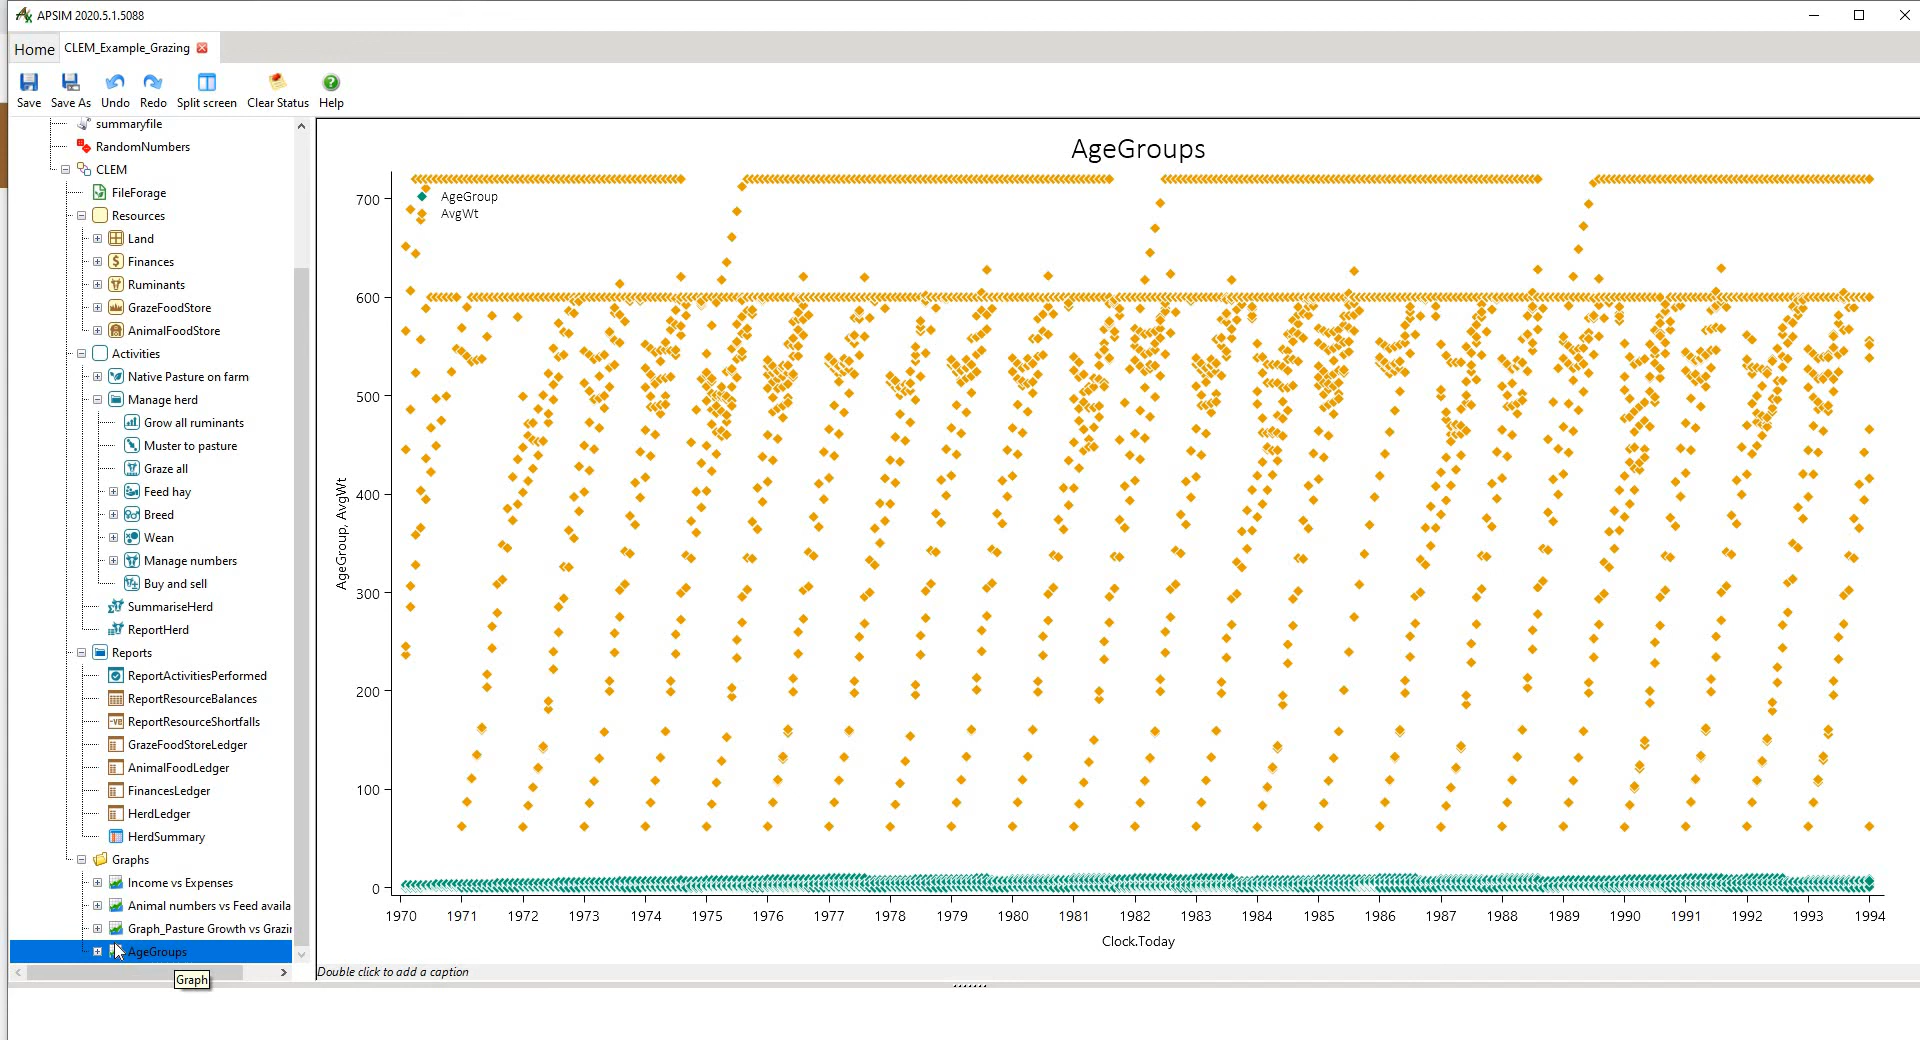 APSIM 2020.5.1.5088
Home
CLEM_Example_Grazing
Save
Save As
Undo
Redo
Split screen
Clear Status
Help
summaryfile
RandomNumbers
CLEM
FileForage
Resources
Land
Finances
Ruminants
GrazeFoodStore
AnimalFoodStore
Activities
Native Pasture on farm
Manage herd
Grow all ruminants
Muster to pasture
Graze all
Feed hay
Breed
Wean
Manage numbers
Buy and sell
SummariseHerd
ReportHerd
Reports
ReportActivitiesPerformed
ReportResourceBalances
ReportResourceShortfalls
GrazeFoodStoreLedger
AnimalFoodLedger
FinancesLedger
HerdLedger
HerdSummary
Graphs
Income vs Expenses
Animal numbers vs Feed availa
Graph_Pasture Growth vs Grazin
AgeGroups
Graph
AgeGroups
AgeGroup
AvgWt
AgeGroup, AvgWt
700
600
500
400
300
200
100
0
1970 1971 1972 1973 1974 1975 1976 1977 1978 1979 1980 1981 1982 1983 1984 1985 1986 1987 1988 1989 1990 1991 1992 1993 1994
Clock.Today
Double click to add a caption